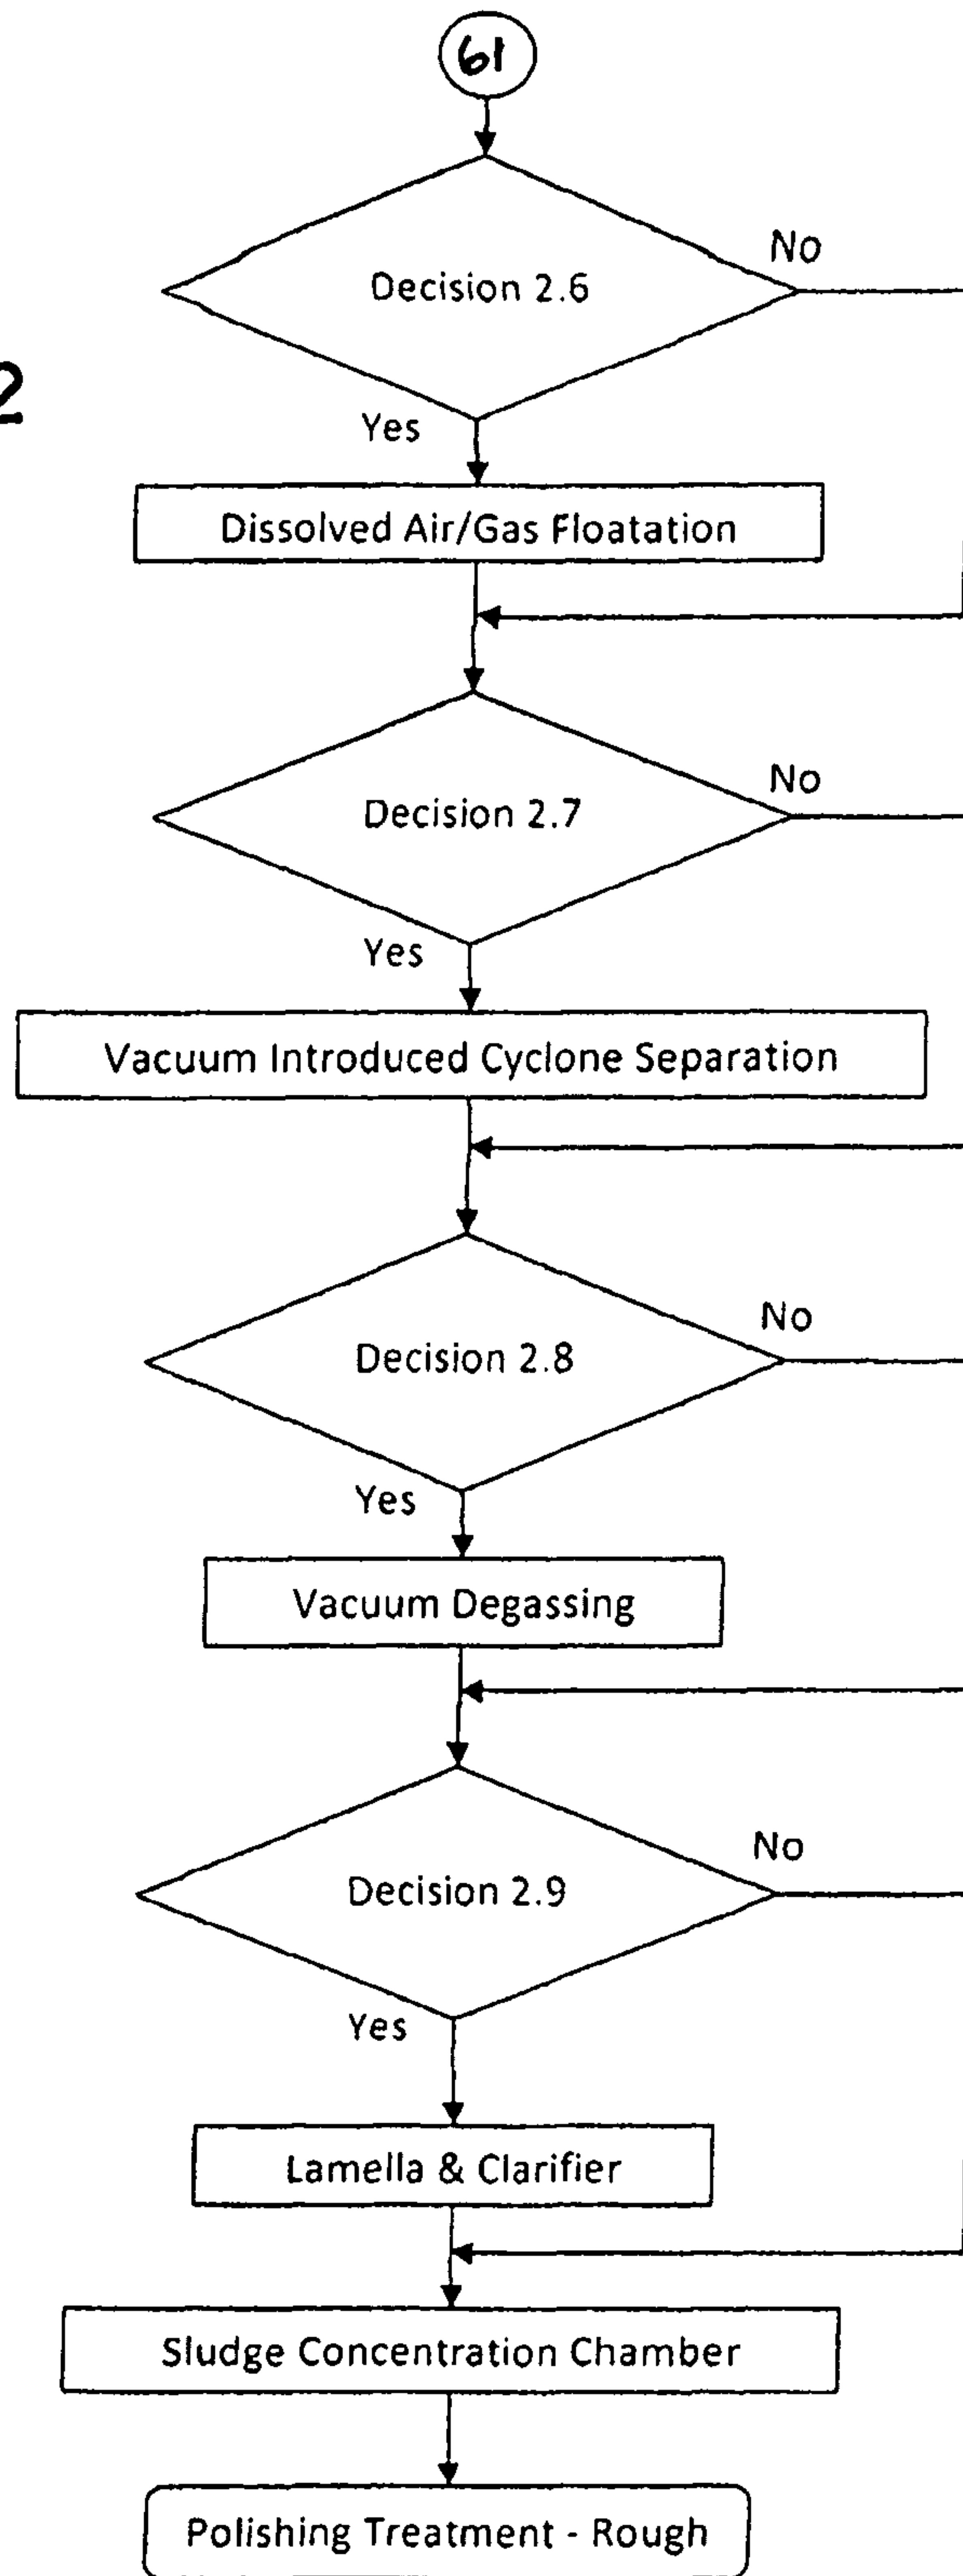 61
Decision 2.6
No
2
Yes
Dissolved Air/Gas Floatation
Decision 2.7
No
Yes
Vacuum Introduced Cyclone Separation
Decision 2.8
No
Yes
Vacuum Degassing
Decision 2.9
No
Yes
Lamella & Clarifier
Sludge Concentration Chamber
Polishing Treatment - Rough